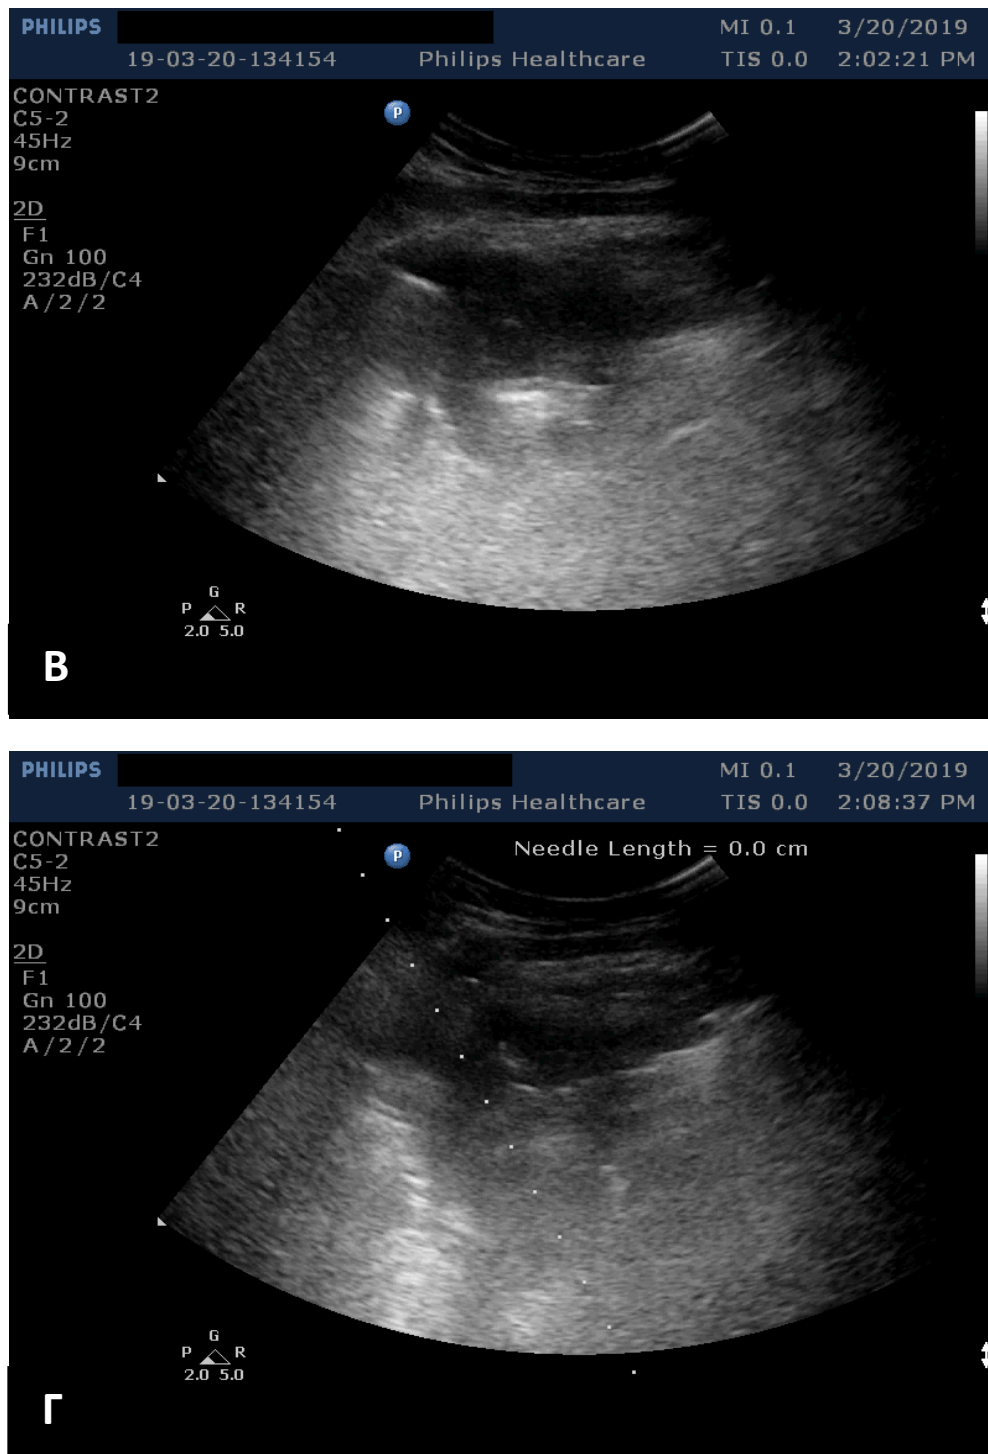 PHILIPS MI 0.1 3/20/2019
19-03-20-134154 Philips Healthcare TIS 0.0 2:02:21 PM
CONTRAST2
C5-2
45Hz
9cm
P
2D
F1
Gn 100
232dB/C4
A/2/2
G
P R
2.0 5.0
В
PHILIPS MI 0.1 3/20/2019
19-03-20-134154 Philips Healthcare TIS 0.0 2:08:37 PM
CONTRAST2
P Needle Length = 0.0 cm
C5-2
45Hz
9cm
2D
F1
Gn 100
232dB/C4
A/2/2
G
P R
2.0 5.0
Г